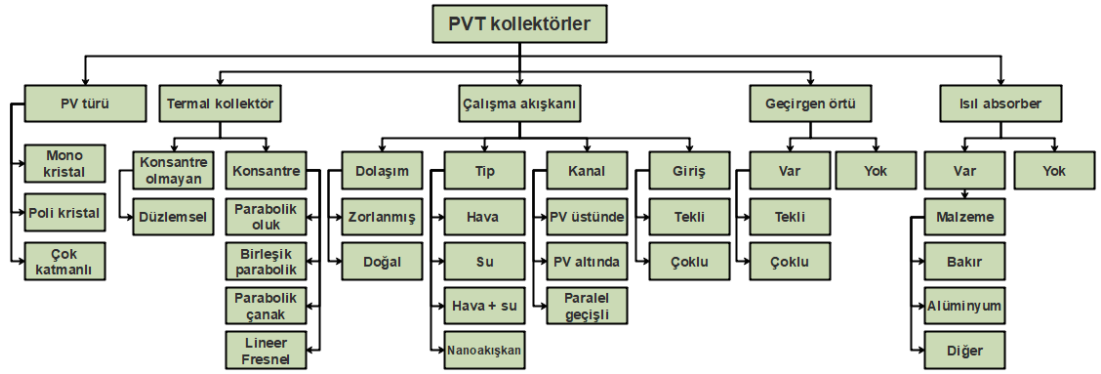 PVT kollektörler
PV türü
Termal kollektör
Çalışma akışkanı
Geçirgen örtü
Isıl absorber
Mono
kristal
Poli kristal
Çok
katmanlı
Konsantre
olmayan
Düzlemsel
Konsantre
Parabolik
oluk
Birleşik
parabolik
Parabolik
çanak
Lineer
Fresnel
Dolaşım
Zorlanmış
Doğal
Tip
Hava
Su
Hava + su
Nanoakışkan
Kanal
PV üstünde
PV altında
Paralel
geçişli
Giriş
Tekli
Çoklu
Var
Tekli
Çoklu
Yok
Var
Malzeme
Bakır
Alüminyum
Diğer
Yok